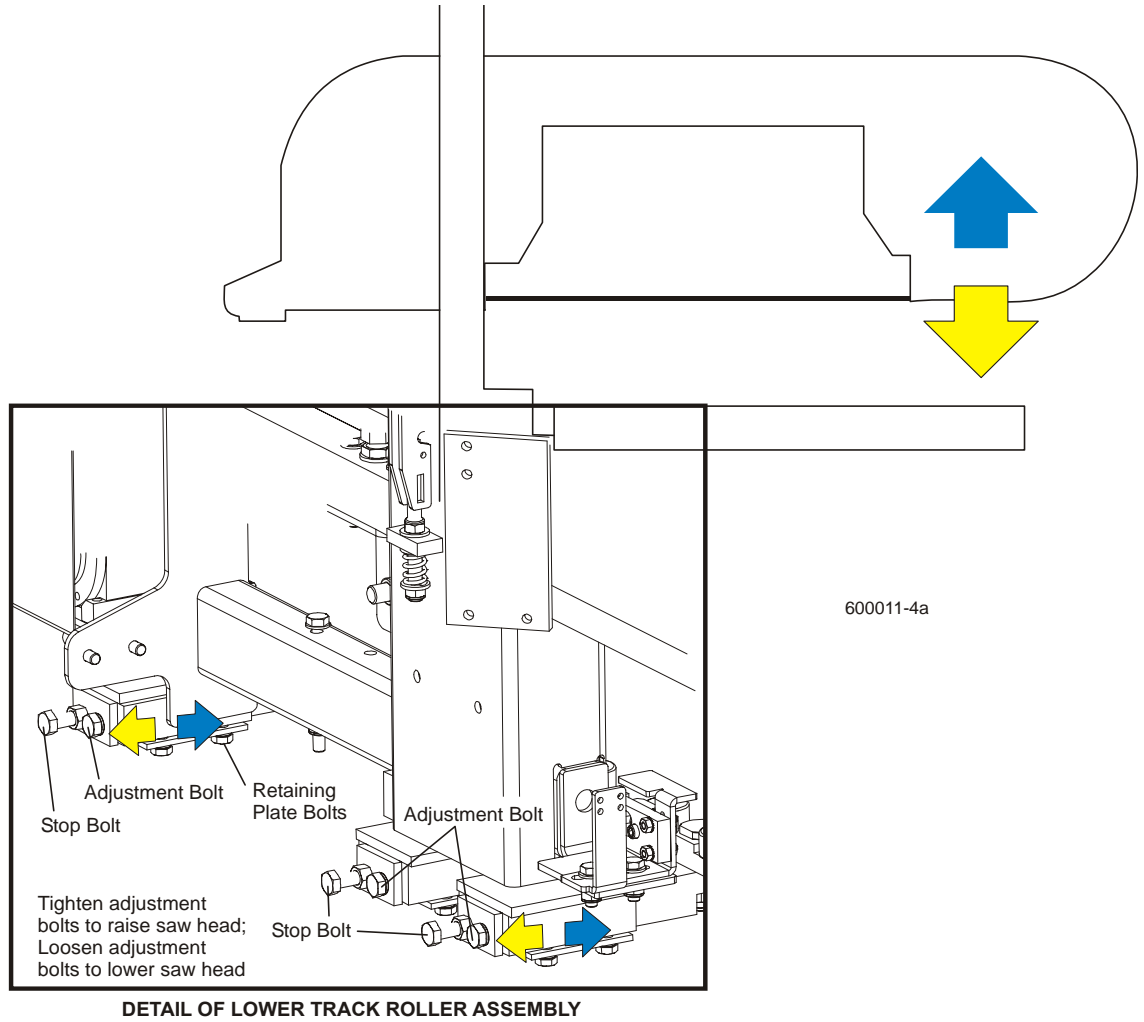 600011-4a
Adjustment Bolt
Stop Bolt
Retaining
Plate Bolts
Adjustment Bolt
Stop Bolt
Tighten adjustment
bolts to raise saw head;
Loosen adjustment
bolts to lower saw head
DETAIL OF LOWER TRACK ROLLER ASSEMBLY